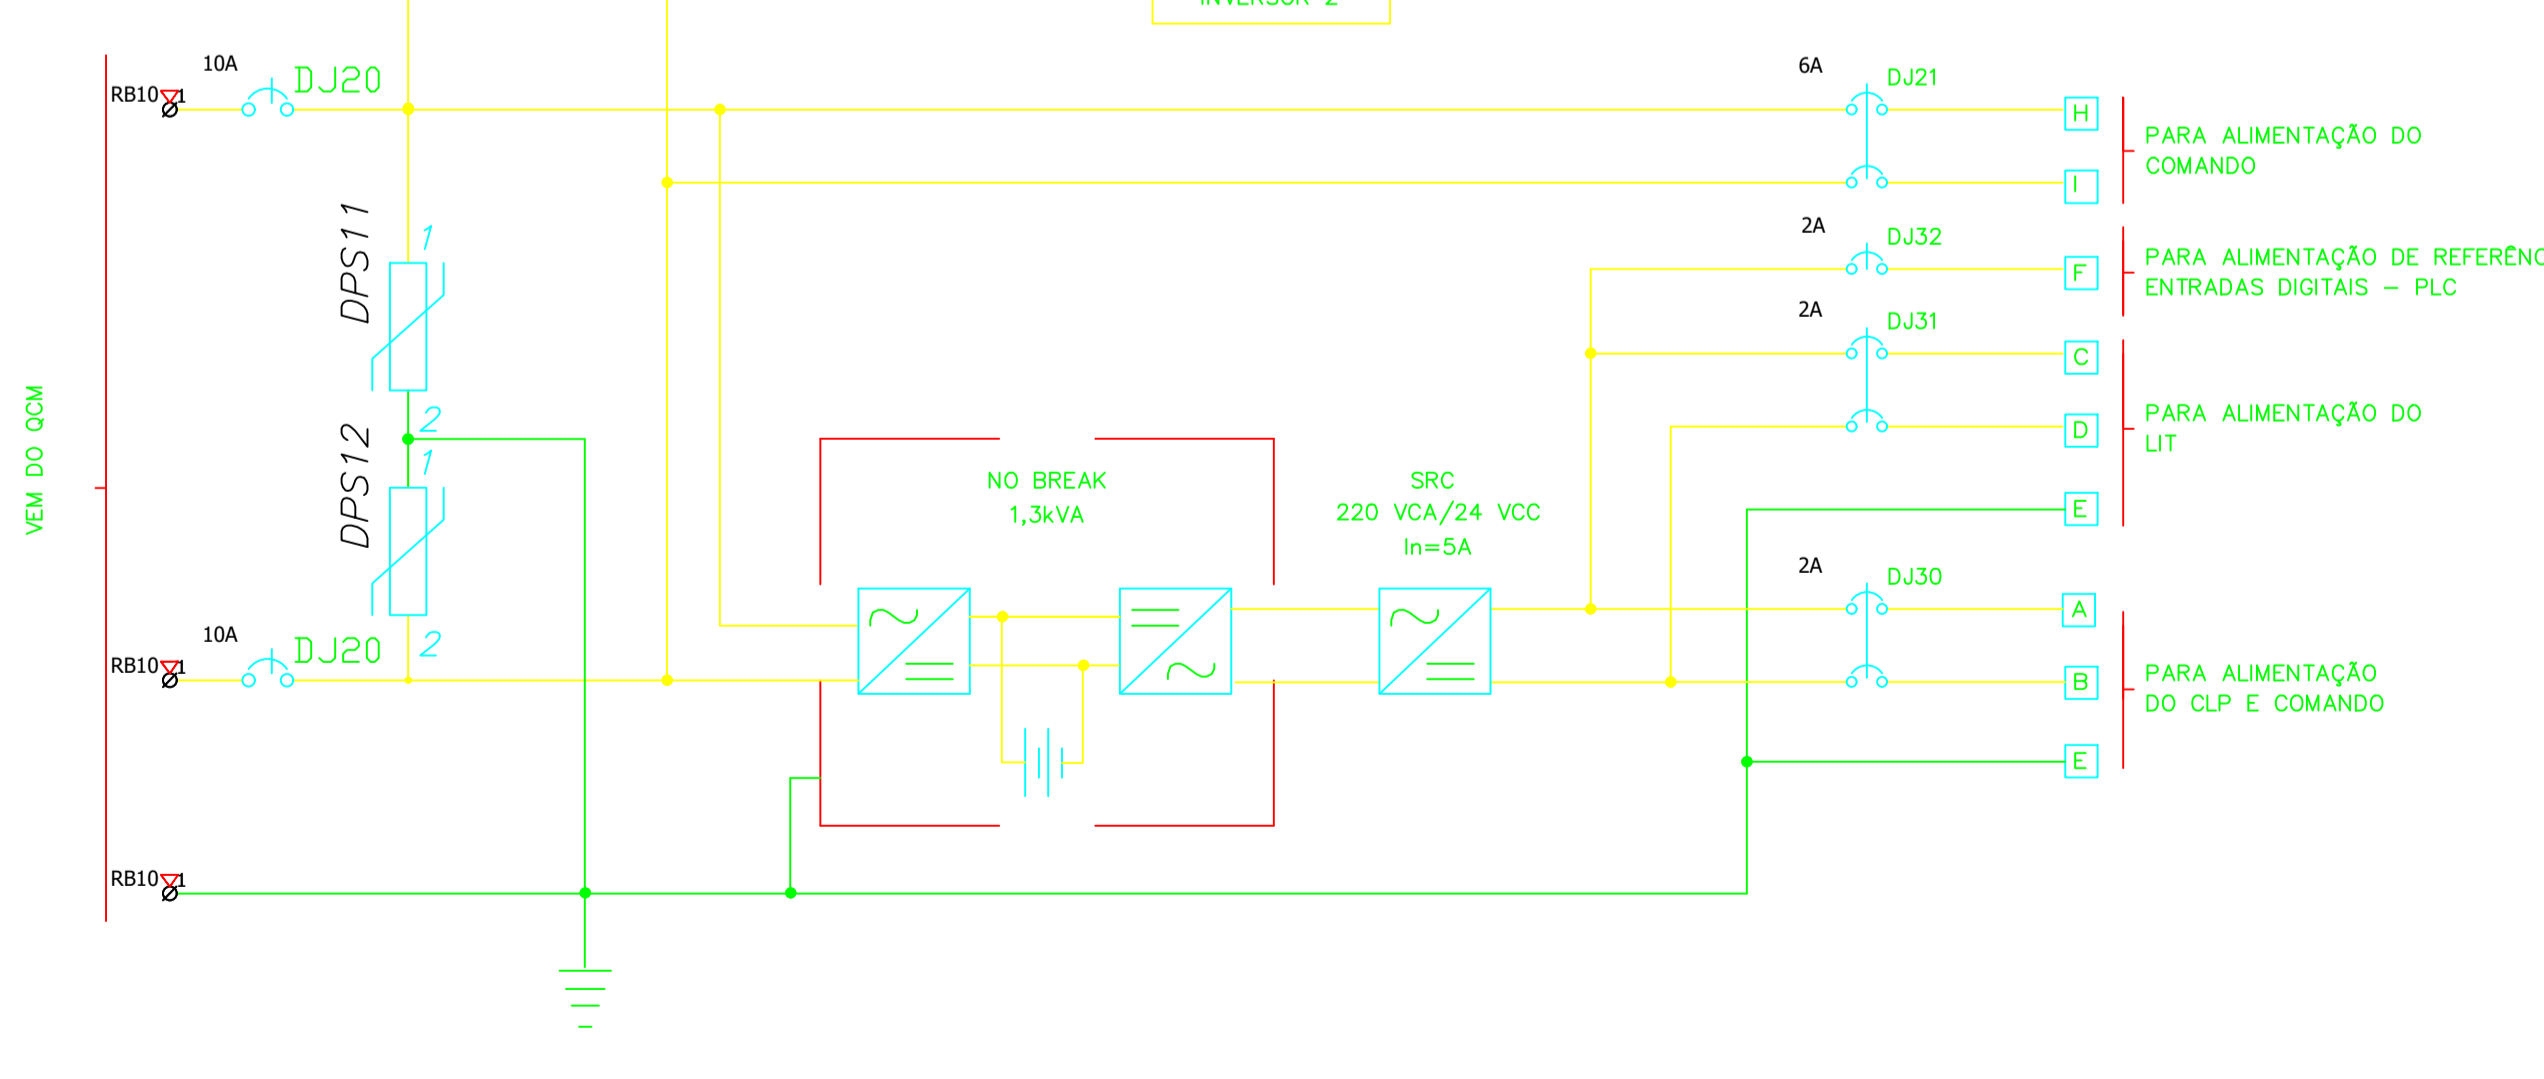 INVERSOR 2
10A
DJ20
RB10
1
6A
DJ21
H
I
PARA ALIMENTAÇÃO DO
COMANDO
DPS11
1
2
2A
DJ32
F
PARA ALIMENTAÇÃO DE
ENTRADAS DIGITAIS – PLC
2A
DJ31
C
D
E
PARA ALIMENTAÇÃO DO
LIT
VEM DO QCM
DPS12
1
2
NO BREAK
1,3kVA
SRC
220 VCA/24 VCC
In=5A
10A
DJ20
RB10
1
2A
DJ30
A
B
E
PARA ALIMENTAÇÃO
DO CLP E COMANDO
RB10
1